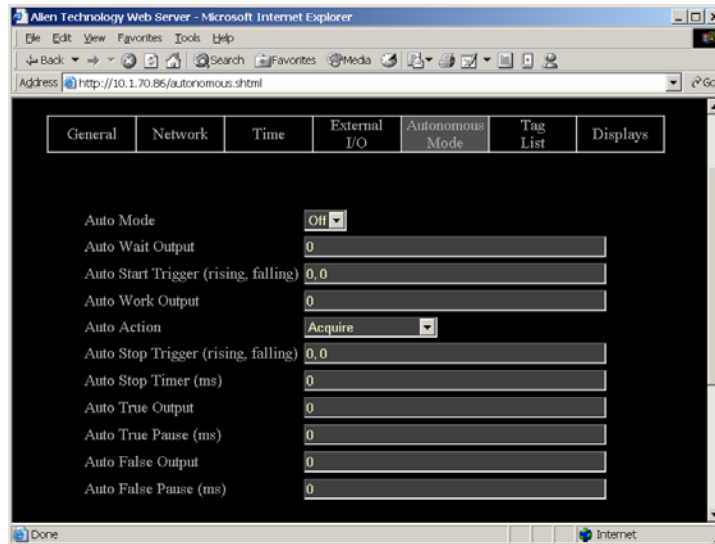 Alien Technology Web Server - Microsoft Internet Explorer
File Edit View Favorites Tools Help
Back Search Favorites Media
Address http://10.1.70.86/autonomous.shtml Go
General Network Time External I/O Autonomous Mode Tag List Displays
Auto Mode Off
Auto Wait Output 0
Auto Start Trigger (rising, falling) 0, 0
Auto Work Output 0
Auto Action Acquire
Auto Stop Trigger (rising, falling) 0, 0
Auto Stop Timer (ms) 0
Auto True Output 0
Auto True Pause (ms) 0
Auto False Output 0
Auto False Pause (ms) 0
Done Internet